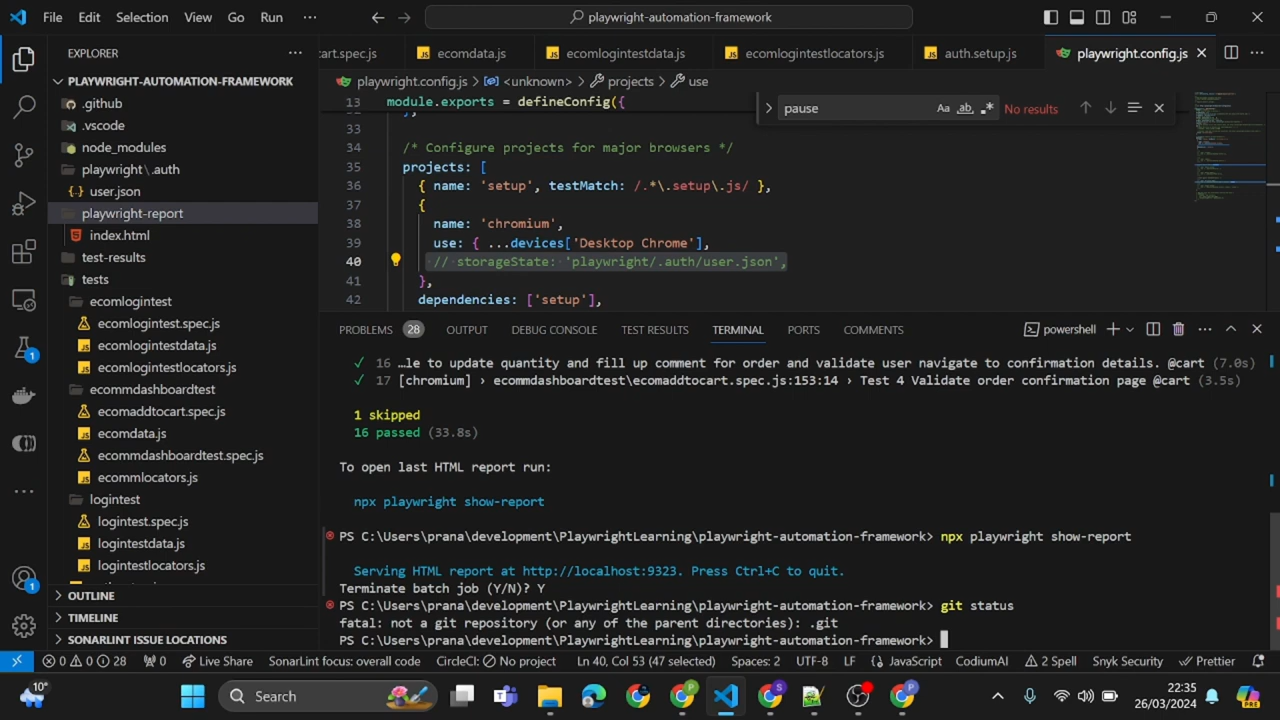 File Edit Selection View Go Run ··· playwright-automation-framework
EXPLORER ···
PLAYWRIGHT-AUTOMATION-FRAMEWORK
.github
.vscode
node_modules
playwright\.auth
user.json
playwright-report
index.html
test-results
tests
ecomlogintest
ecomlogintest.spec.js
ecomlogintestdata.js
ecomlogintestlocators.js
ecommdashboardtest
ecomaddtocart.spec.js
ecomdata.js
ecommdashboardtest.spec.js
ecommlocators.js
logintest
logintest.spec.js
logintestdata.js
logintestlocators.js
OUTLINE
TIMELINE
SONARLINT ISSUE LOCATIONS
cart.spec.js ecomdata.js ecomlogintestdata.js ecomlogintestlocators.js auth.setup.js playwright.config.js
playwright.config.js > <unknown> > projects > use
pause Aa ab No results
13 module.exports = defineConfig({
33 },
34 /* Configure projects for major browsers */
35 projects: [
36 { name: 'setup', testMatch: /.*\.setup\.js/ },
37 {
38 name: 'chromium',
39 use: { ...devices['Desktop Chrome'],
40 // storageState: 'playwright/.auth/user.json',
41 },
42 dependencies: ['setup'],
PROBLEMS 28 OUTPUT DEBUG CONSOLE TEST RESULTS TERMINAL PORTS COMMENTS powershell
✓ 16 …le to update quantity and fill up comment for order and validate user navigate to confirmation details. @cart (7.0s)
✓ 17 [chromium] › ecommdashboardtest\ecomaddtocart.spec.js:153:14 › Test 4 Validate order confirmation page @cart (3.5s)
1 skipped
16 passed (33.8s)
To open last HTML report run:
npx playwright show-report
PS C:\Users\prana\development\PlaywrightLearning\playwright-automation-framework> npx playwright show-report
Serving HTML report at http://localhost:9323. Press Ctrl+C to quit.
Terminate batch job (Y/N)? Y
PS C:\Users\prana\development\PlaywrightLearning\playwright-automation-framework> git status
fatal: not a git repository (or any of the parent directories): .git
PS C:\Users\prana\development\PlaywrightLearning\playwright-automation-framework>
0 0 28 0 Live Share SonarLint focus: overall code CircleCI: No project Ln 40, Col 53 (47 selected) Spaces: 2 UTF-8 LF JavaScript CodiumAI 2 Spell Snyk Security Prettier
10° Search 22:35
26/03/2024